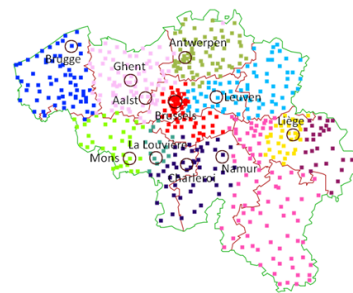 Antwerpen
Brugge
Ghent
Aalst
Leuven
Brussels
Liège
La Louvière
Mons
Charleroi
Namur